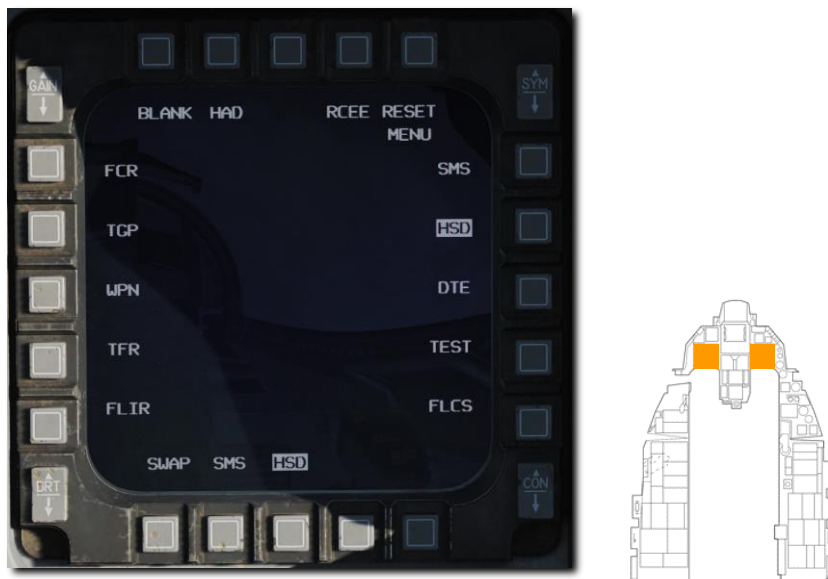 GAIN
SYM
BLANK HAD RCEE RESET
MENU
FCR SMS
TGP HSD
WPN DTE
TFR TEST
FLIR FLCS
SWAP SMS HSD
BRT
CON